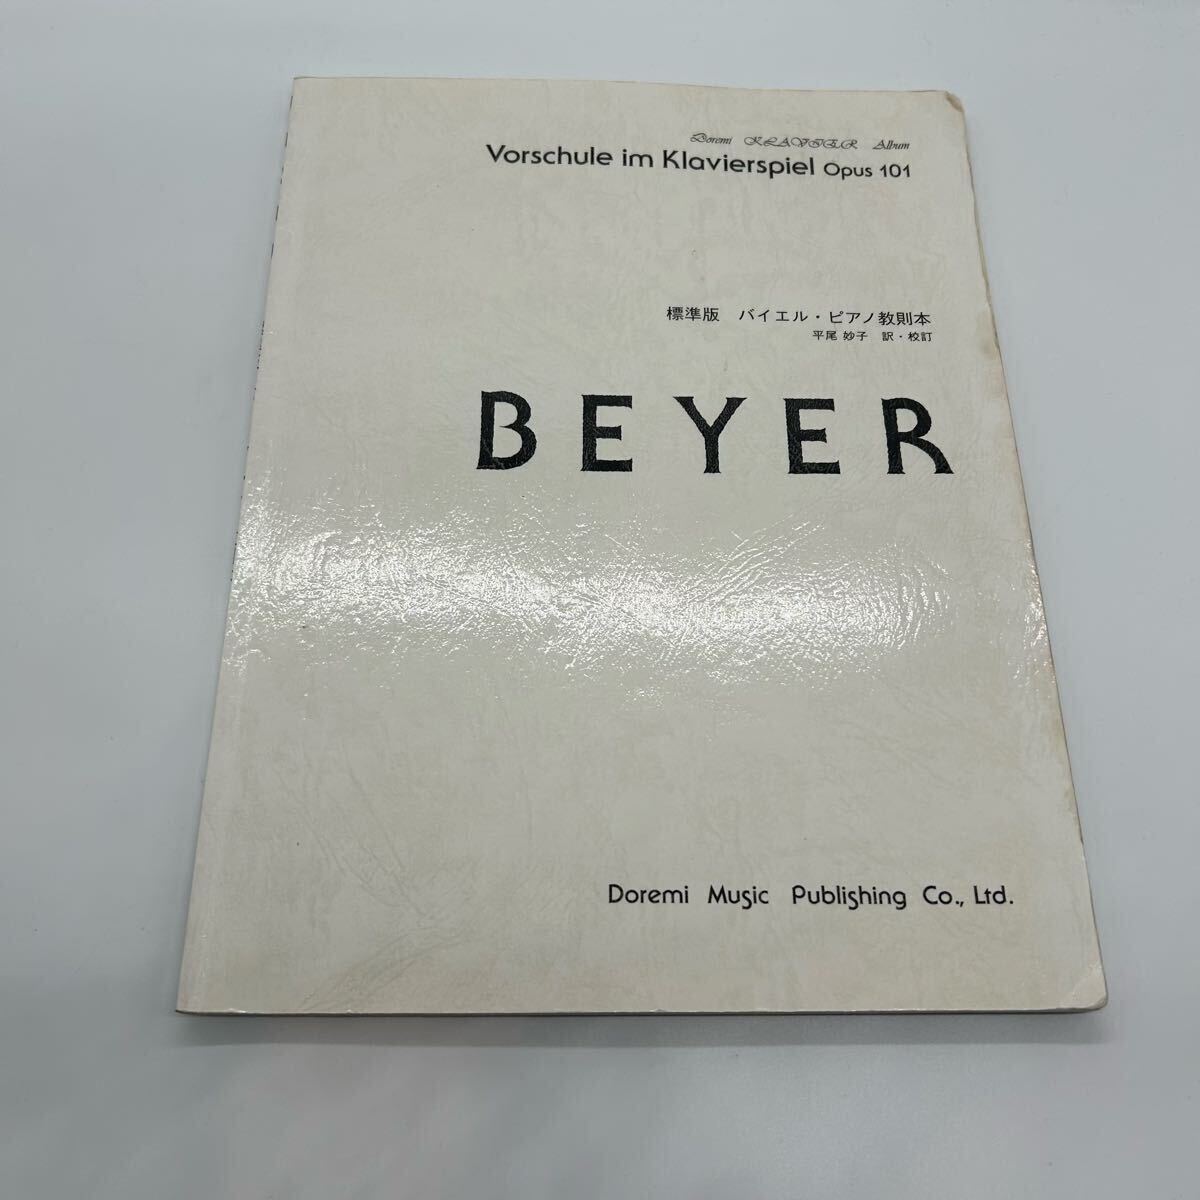 Doremi KLAVIER Album
Vorschule im Klavierspiel Opus 101
標準版 バイエル・ピアノ教則本
平尾 妙子 訳・校訂
BEYER
Doremi Music Publishing Co., Ltd.